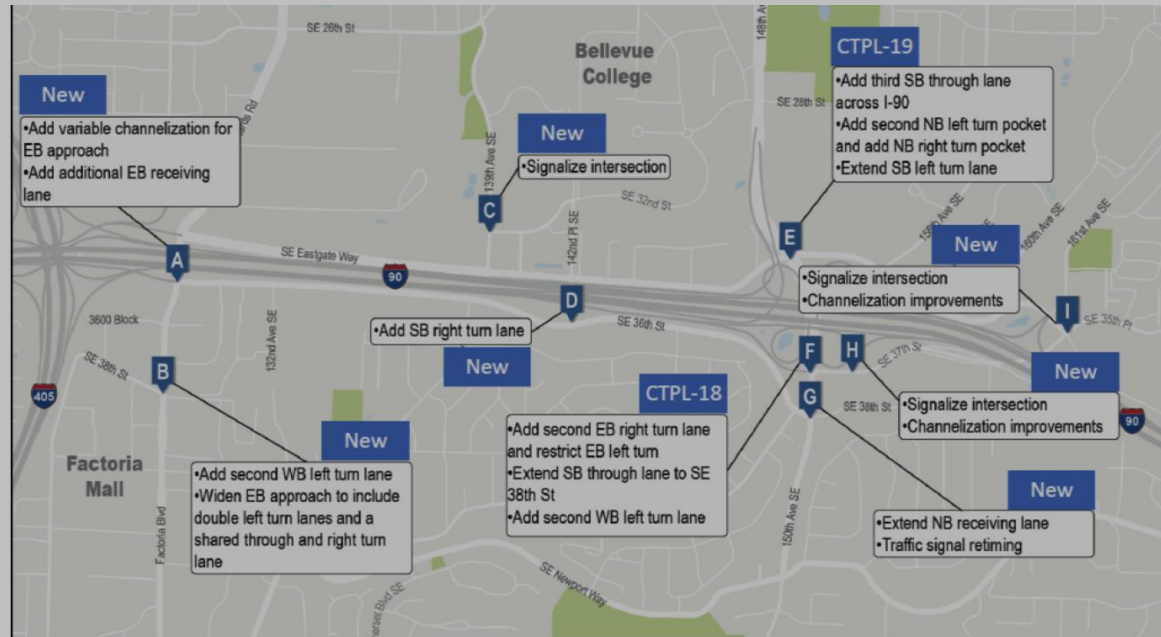 SE 26th St
148th
Bellevue
College
CTPL-19
•Add third SB through lane
across I-90
•Add second NB left turn pocket
and add NB right turn pocket
•Extend SB left turn lane
New
•Add variable channelization for
EB approach
•Add additional EB receiving
lane
ards Rd
SE 28th St
New
•Signalize intersection
139th Ave SE
C
SE 32nd St
142nd Pl SE
156th Ave SE
160th Ave SE
161st Ave SE
E
New
•Signalize intersection
•Channelization improvements
A
SE Eastgate Way
90
D
I
SE 35th Pl
3600 Block
132nd Ave SE
•Add SB right turn lane
New
SE 36th St
F
H
SE 37th St
SE 38th St
B
405
CTPL-18
•Add second EB right turn
and restrict EB left turn
•Extend SB through lane to SE
38th St
•Add second WB left turn lane
G
SE 38th St
New
•Signalize intersection
•Channelization improvements
90
Factoria
Mall
New
•Add second WB left turn lane
•Widen EB approach to include
double left turn lanes and a
shared through and right turn
lane
Factoria Blvd
150th Ave SE
New
•Extend NB receiving lane
•Traffic signal retiming
SE Newport Way
erset Blvd SE